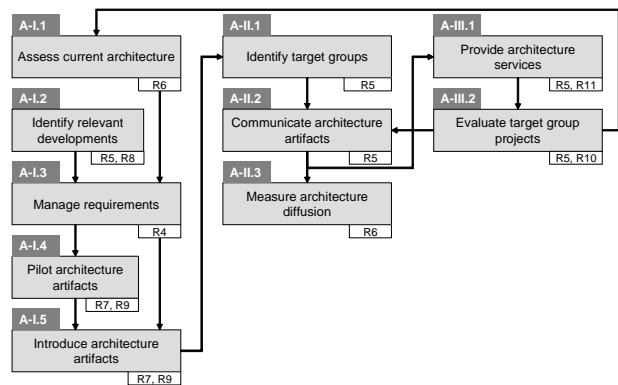 A-I.1
Assess current architecture
R6
A-I.2
Identify relevant
developments
R5, R8
A-I.3
Manage requirements
R4
A-I.4
Pilot architecture
artifacts
R7, R9
A-I.5
Introduce architecture
artifacts
R7, R9
A-II.1
Identify target groups
R5
A-II.2
Communicate architecture
artifacts
R5
A-II.3
Measure architecture
diffusion
R6
A-III.1
Provide architecture
services
R5, R11
A-III.2
Evaluate target group
projects
R5, R10